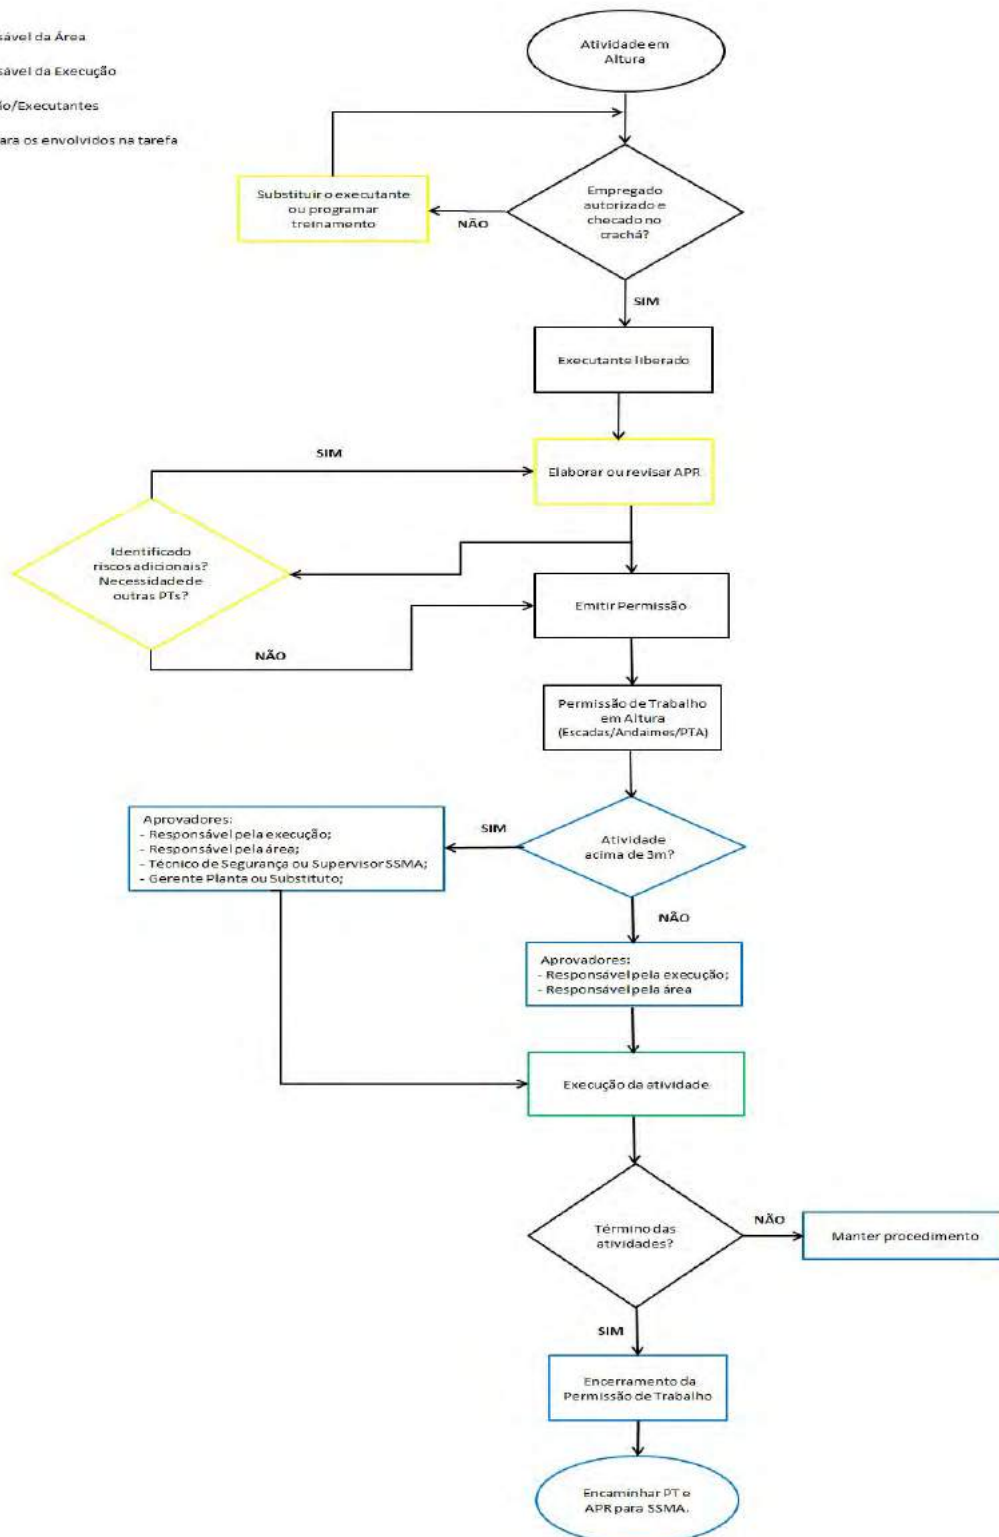 sável da Área
sável da Execução
ão/Executantes
ara os envolvidos na tarefa
Atividade em
Altura
Empregado
autorizado e
checado no
crachá?
Substituir o executante
ou programar
treinamento
NÃO
SIM
Executante liberado
SIM
Elaborar ou revisar APR
Identificado
riscos adicionais?
Necessidade de
outras PTs?
Emitir Permissão
NÃO
Permissão de Trabalho
em Altura
(Escadas/Andaimes/PTA)
Aprovadores:
- Responsável pela execução;
- Responsável pela área;
- Técnico de Segurança ou Supervisor SSMA;
- Gerente Planta ou Substituto;
SIM
Atividade
acima de 3m?
NÃO
Aprovadores:
- Responsável pela execução;
- Responsável pela área
Execução da atividade
Término das
atividades?
NÃO
Manter procedimento
SIM
Encerramento da
Permissão de Trabalho
Encaminhar PT e
APR para SSMA.